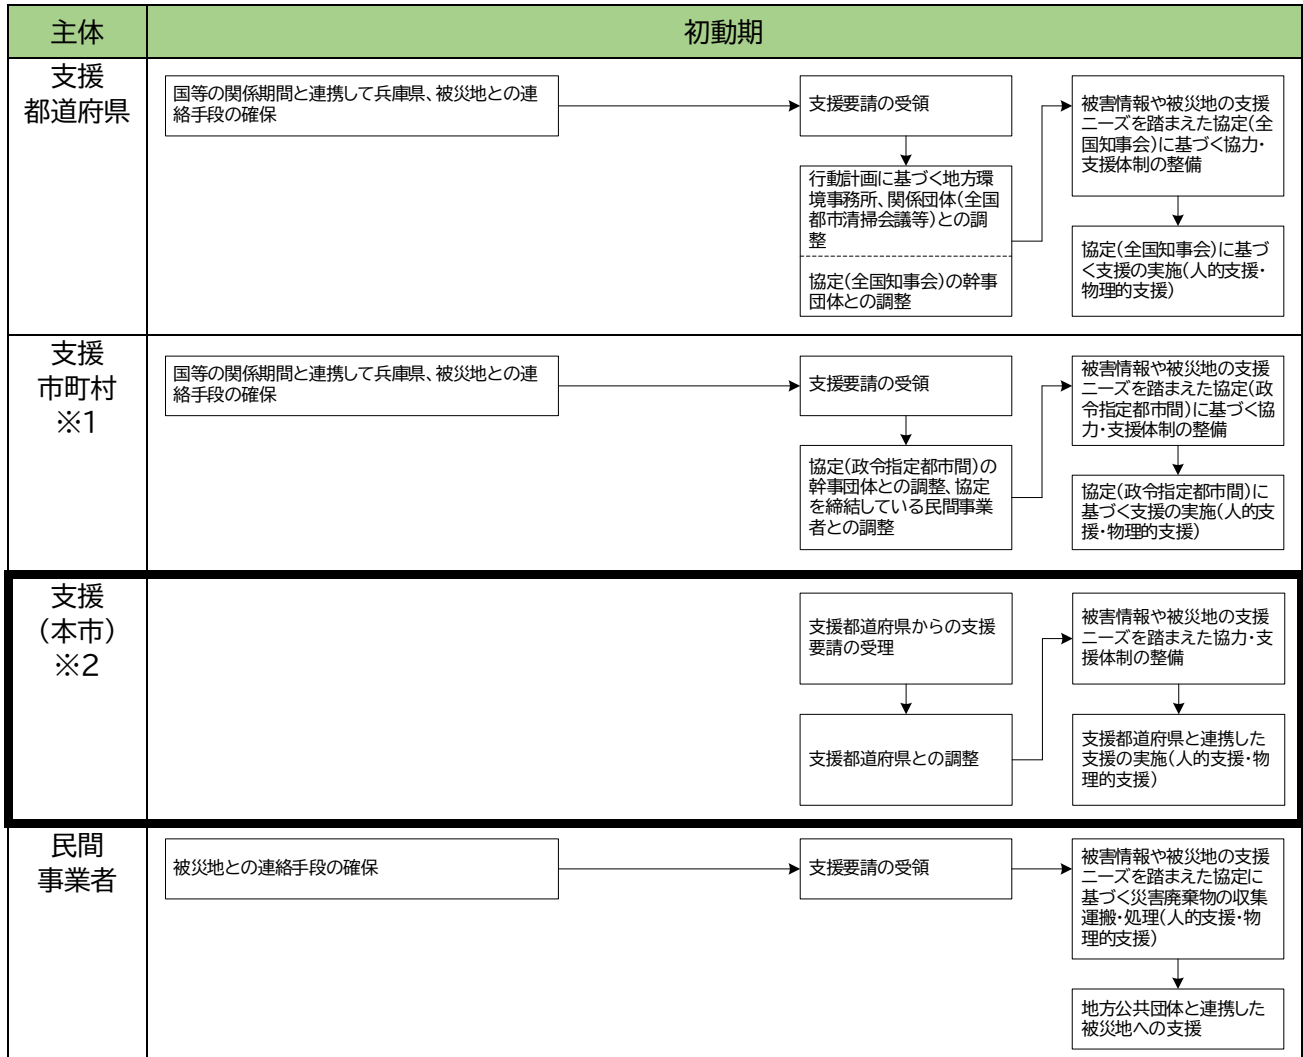 主体
初動期
支援
都道府県
国等の関係期間と連携して兵庫県、被災地との連
絡手段の確保
支援要請の受領
行動計画に基づく地方環
境事務所、関係団体(全国
都市清掃会議等)との調
整
協定(全国知事会)の幹事
団体との調整
被害情報や被災地の支援
ニーズを踏まえた協定(全
国知事会)に基づく協力・
支援体制の整備
協定(全国知事会)に基づ
く支援の実施(人的支援・
物理的支援)
支援
市町村
※1
国等の関係期間と連携して兵庫県、被災地との連
絡手段の確保
支援要請の受領
協定(政令指定都市間)の
幹事団体との調整、協定
を締結している民間事業
者との調整
被害情報や被災地の支援
ニーズを踏まえた協定(政
令指定都市間)に基づく協
力・支援体制の整備
協定(政令指定都市間)に
基づく支援の実施(人的支
援・物理的支援)
支援
(本市)
※2
支援都道府県からの支援
要請の受理
支援都道府県との調整
被害情報や被災地の支援
ニーズを踏まえた協力・支
援体制の整備
支援都道府県と連携した
支援の実施(人的支援・物
理的支援)
民間
事業者
被災地との連絡手段の確保
支援要請の受領
被害情報や被災地の支援
ニーズを踏まえた協定に
基づく災害廃棄物の収集
運搬・処理(人的支援・物
理的支援)
地方公共団体と連携した
被災地への支援